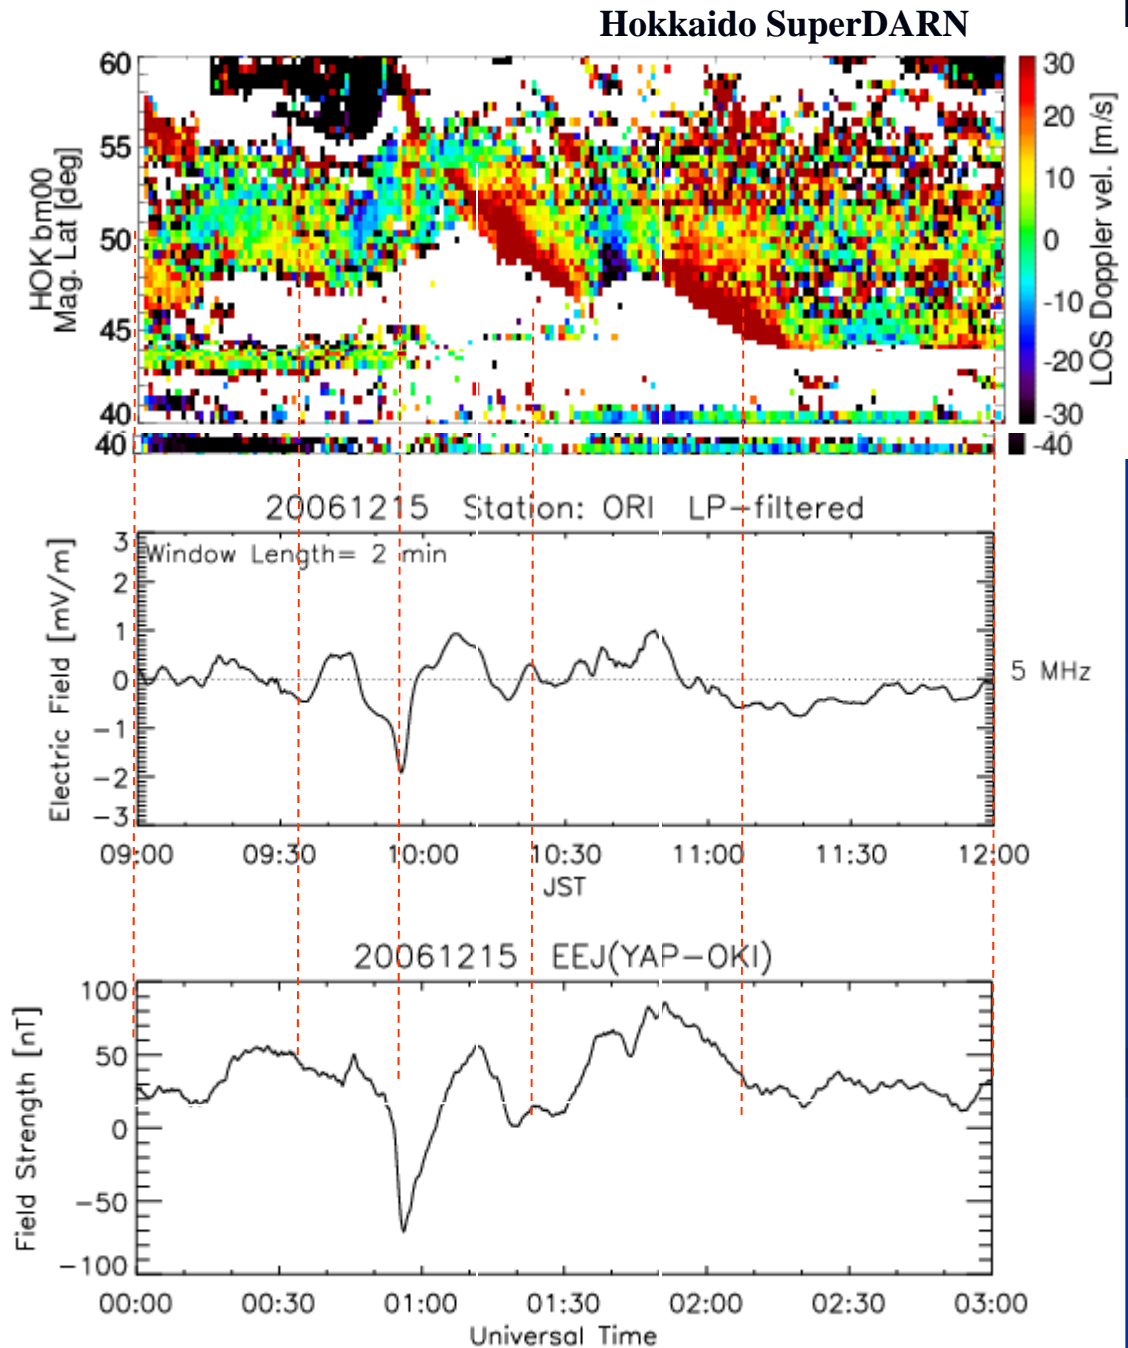 Hokkaido SuperDARN
60
55
50
45
40
HOK bm00
Mag. Lat [deg]
30
20
10
0
-10
-20
-30
LOS Doppler vel. [m/s]
40
-40
20061215 Station: ORI LP-filtered
Window Length= 2 min
3
2
1
0
-1
-2
-3
Electric Field [mV/m]
5 MHz
09:00 09:30 10:00 10:30 11:00 11:30 12:00
JST
20061215 EEJ(YAP-OKI)
100
50
0
-50
-100
Field Strength [nT]
00:00 00:30 01:00 01:30 02:00 02:30 03:00
Universal Time